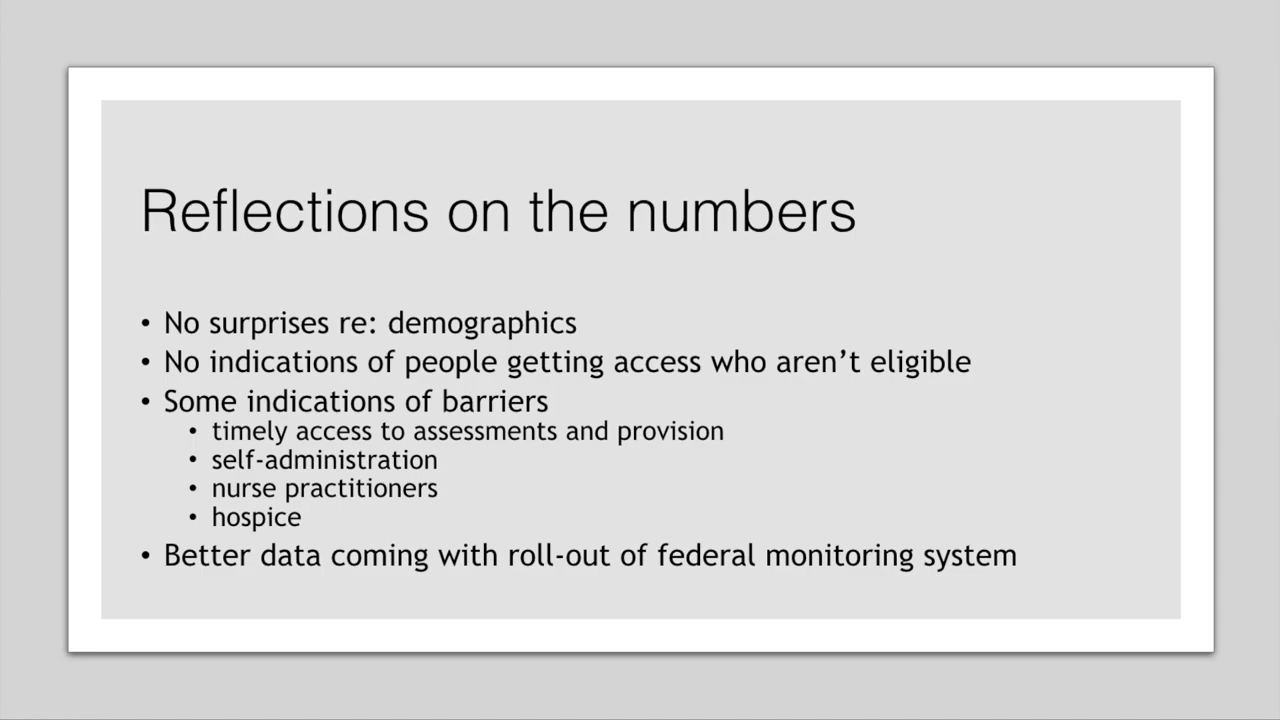 Reflections on the numbers
• No surprises re: demographics
• No indications of people getting access who aren’t eligible
• Some indications of barriers
• timely access to assessments and provision
• self-administration
• nurse practitioners
• hospice
• Better data coming with roll-out of federal monitoring system